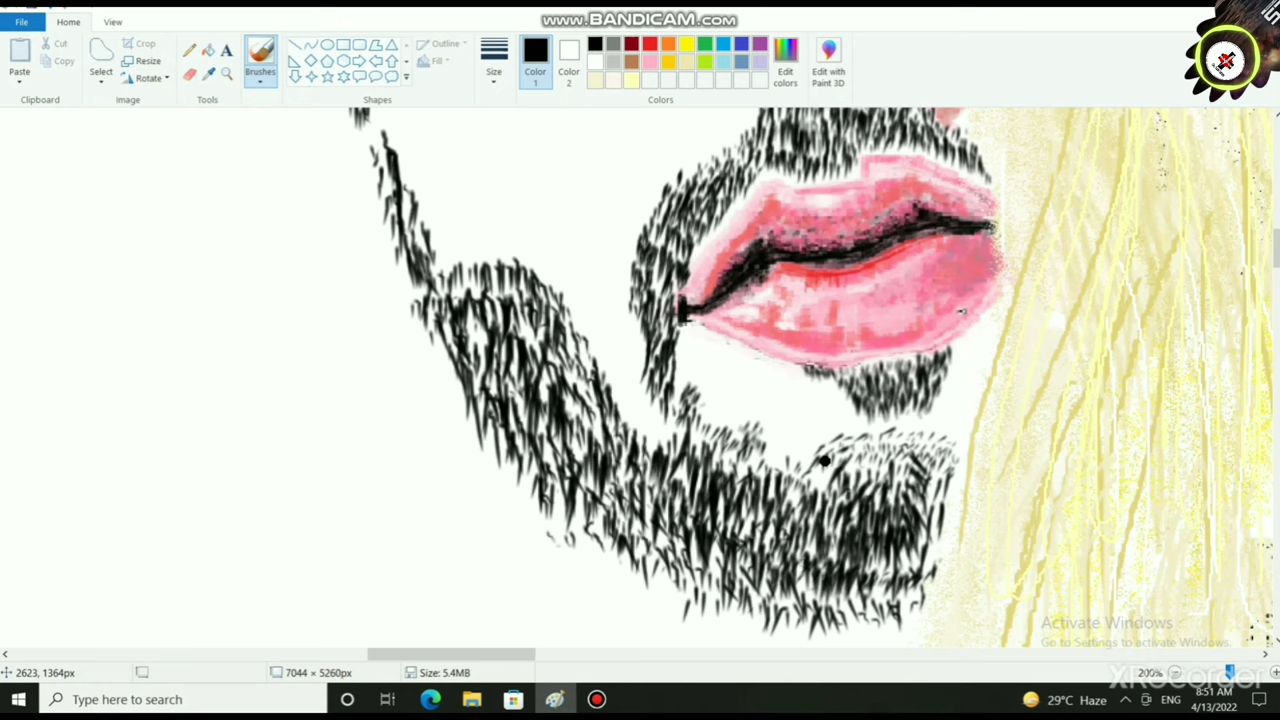 www.BANDICAM.com
File Home View
Paste Cut Copy Clipboard
Select Crop Resize Rotate Image
Tools
Brushes
Outline Fill Shapes
Size
Color 1 Color 2 Edit colors Colors
Edit with Paint 3D
Activate Windows
Go to Settings to activate Windows.
2623, 1364px 7044 × 5260px Size: 5.4MB 200%
XRecorder
Type here to search 29°C Haze ENG 8:51 AM
4/13/2022